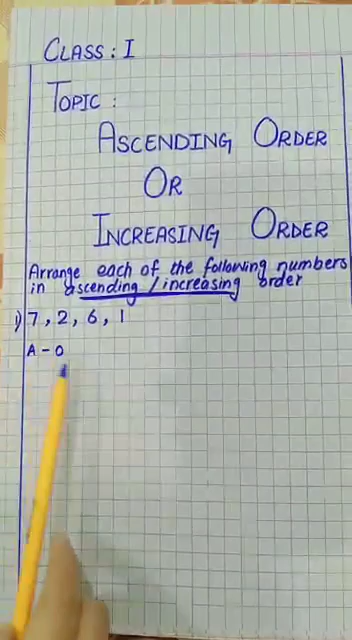 CLASS : I
TOPIC :
ASCENDING ORDER
OR
INCREASING ORDER
Arrange each of the following numbers
in ascending / increasing order
1) 7, 2, 6, 1
A - O